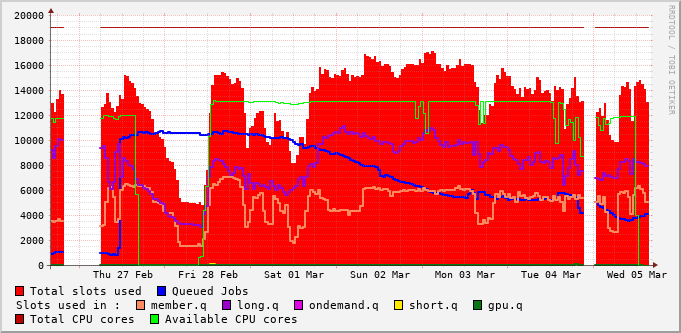 20000
18000
16000
14000
12000
10000
8000
6000
4000
2000
0
Thu 27 Feb Fri 28 Feb Sat 01 Mar Sun 02 Mar Mon 03 Mar Tue 04 Mar Wed 05 Mar
Total slots used Queued Jobs
Slots used in : member.q long.q ondemand.q short.q gpu.q
Total CPU cores Available CPU cores
RRDTOOL / TOBI OETIKER